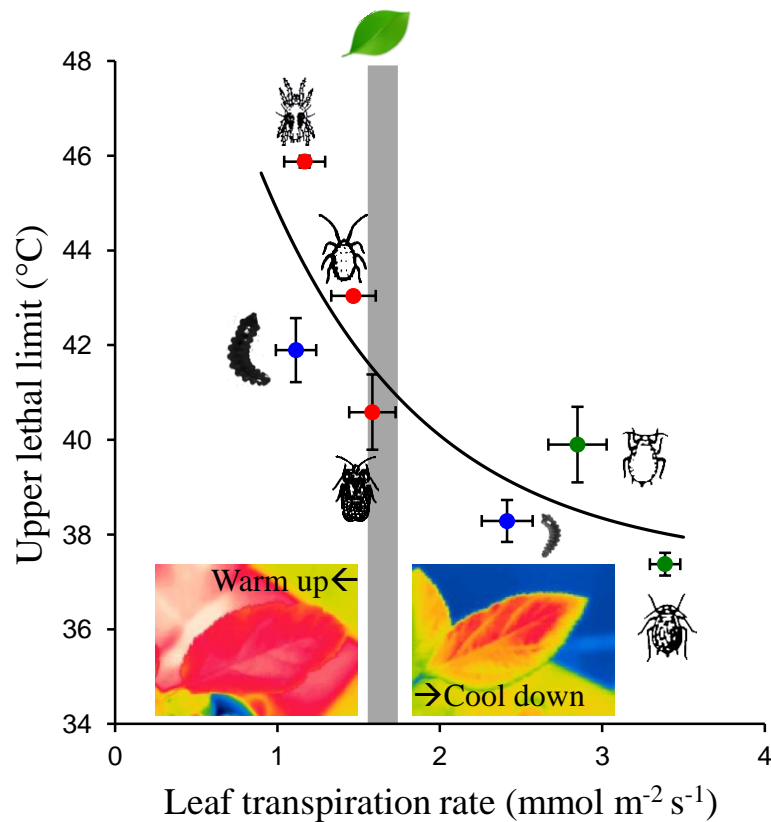 48
46
44
42
40
38
36
34
Upper lethal limit (°C)
Warm up←
→Cool down
0 1 2 3 4
Leaf transpiration rate (mmol m⁻² s⁻¹)